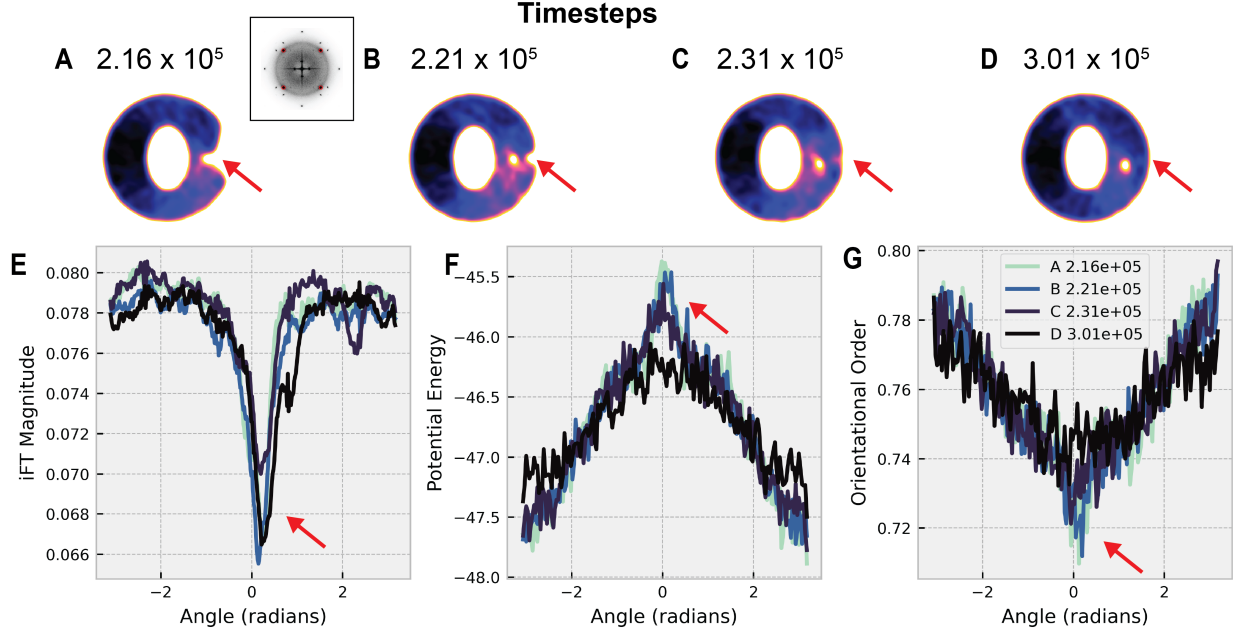 Timesteps
A 2.16 x 10⁵
B 2.21 x 10⁵
C 2.31 x 10⁵
D 3.01 x 10⁵
E
iFT Magnitude
0.080
0.078
0.076
0.074
0.072
0.070
0.068
0.066
−2 0 2
Angle (radians)
F
Potential Energy
−45.5
−46.0
−46.5
−47.0
−47.5
−48.0
−2 0 2
Angle (radians)
G
Orientational Order
0.80
0.78
0.76
0.74
0.72
A 2.16e+05
B 2.21e+05
C 2.31e+05
D 3.01e+05
−2 0 2
Angle (radians)